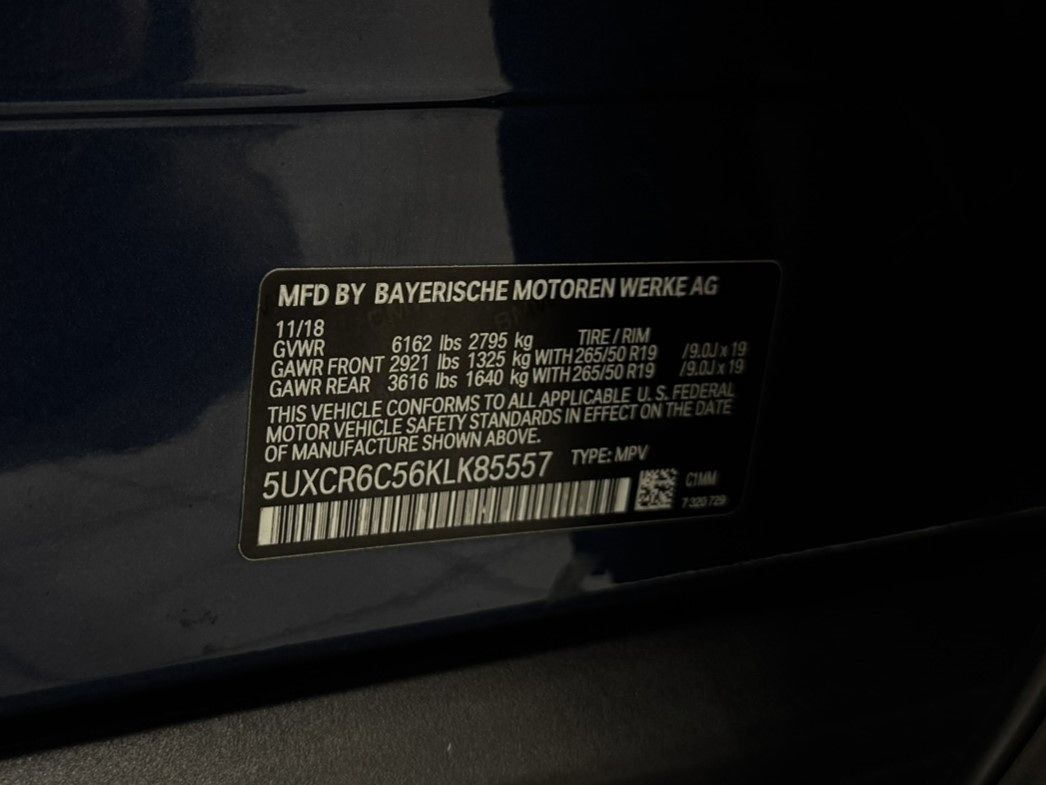 MFD BY BAYERISCHE MOTOREN WERKE AG
11/18
GVWR 6162 lbs 2795 kg TIRE / RIM
GAWR FRONT 2921 lbs 1325 kg WITH 265/50 R19 /9.0J x 19
GAWR REAR 3616 lbs 1640 kg WITH 265/50 R19 /9.0J x 19
THIS VEHICLE CONFORMS TO ALL APPLICABLE U. S. FEDERAL
MOTOR VEHICLE SAFETY STANDARDS IN EFFECT ON THE DATE
OF MANUFACTURE SHOWN ABOVE.
5UXCR6C56KLK85557 TYPE: MPV
C1MM
7 320 729